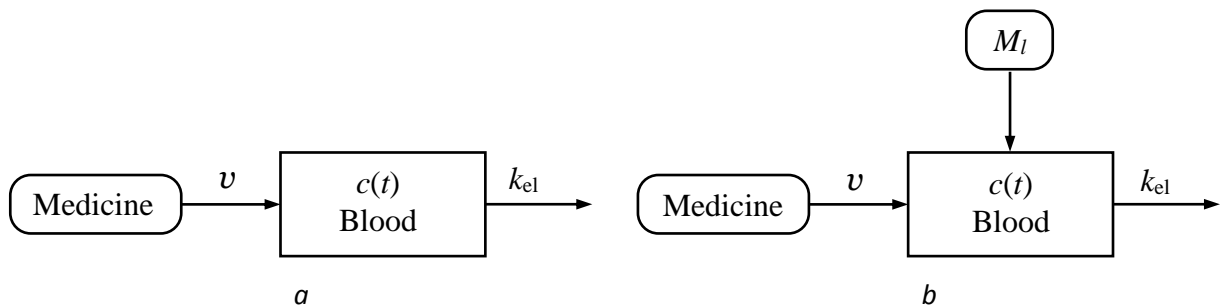 Medicine
v
c(t)
Blood
k_el
a
M_l
Medicine
v
c(t)
Blood
k_el
b